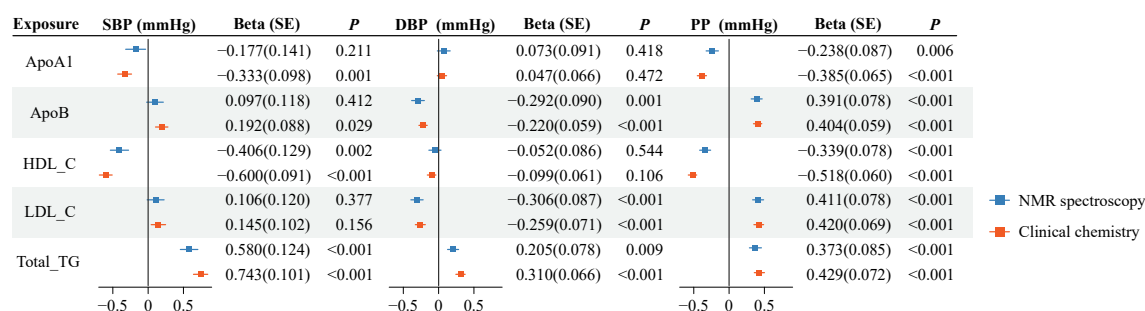 Exposure SBP (mmHg) Beta (SE) P DBP (mmHg) Beta (SE) P PP (mmHg) Beta (SE) P
ApoA1
−0.177(0.141) 0.211 0.073(0.091) 0.418 −0.238(0.087) 0.006
−0.333(0.098) 0.001 0.047(0.066) 0.472 −0.385(0.065) <0.001
ApoB
0.097(0.118) 0.412 −0.292(0.090) 0.001 0.391(0.078) <0.001
0.192(0.088) 0.029 −0.220(0.059) <0.001 0.404(0.059) <0.001
HDL_C
−0.406(0.129) 0.002 −0.052(0.086) 0.544 −0.339(0.078) <0.001
−0.600(0.091) <0.001 −0.099(0.061) 0.106 −0.518(0.060) <0.001
LDL_C
0.106(0.120) 0.377 −0.306(0.087) <0.001 0.411(0.078) <0.001
0.145(0.102) 0.156 −0.259(0.071) <0.001 0.420(0.069) <0.001
Total_TG
0.580(0.124) <0.001 0.205(0.078) 0.009 0.373(0.085) <0.001
0.743(0.101) <0.001 0.310(0.066) <0.001 0.429(0.072) <0.001
−0.5 0 0.5 −0.5 0 0.5 −0.5 0 0.5
NMR spectroscopy
Clinical chemistry